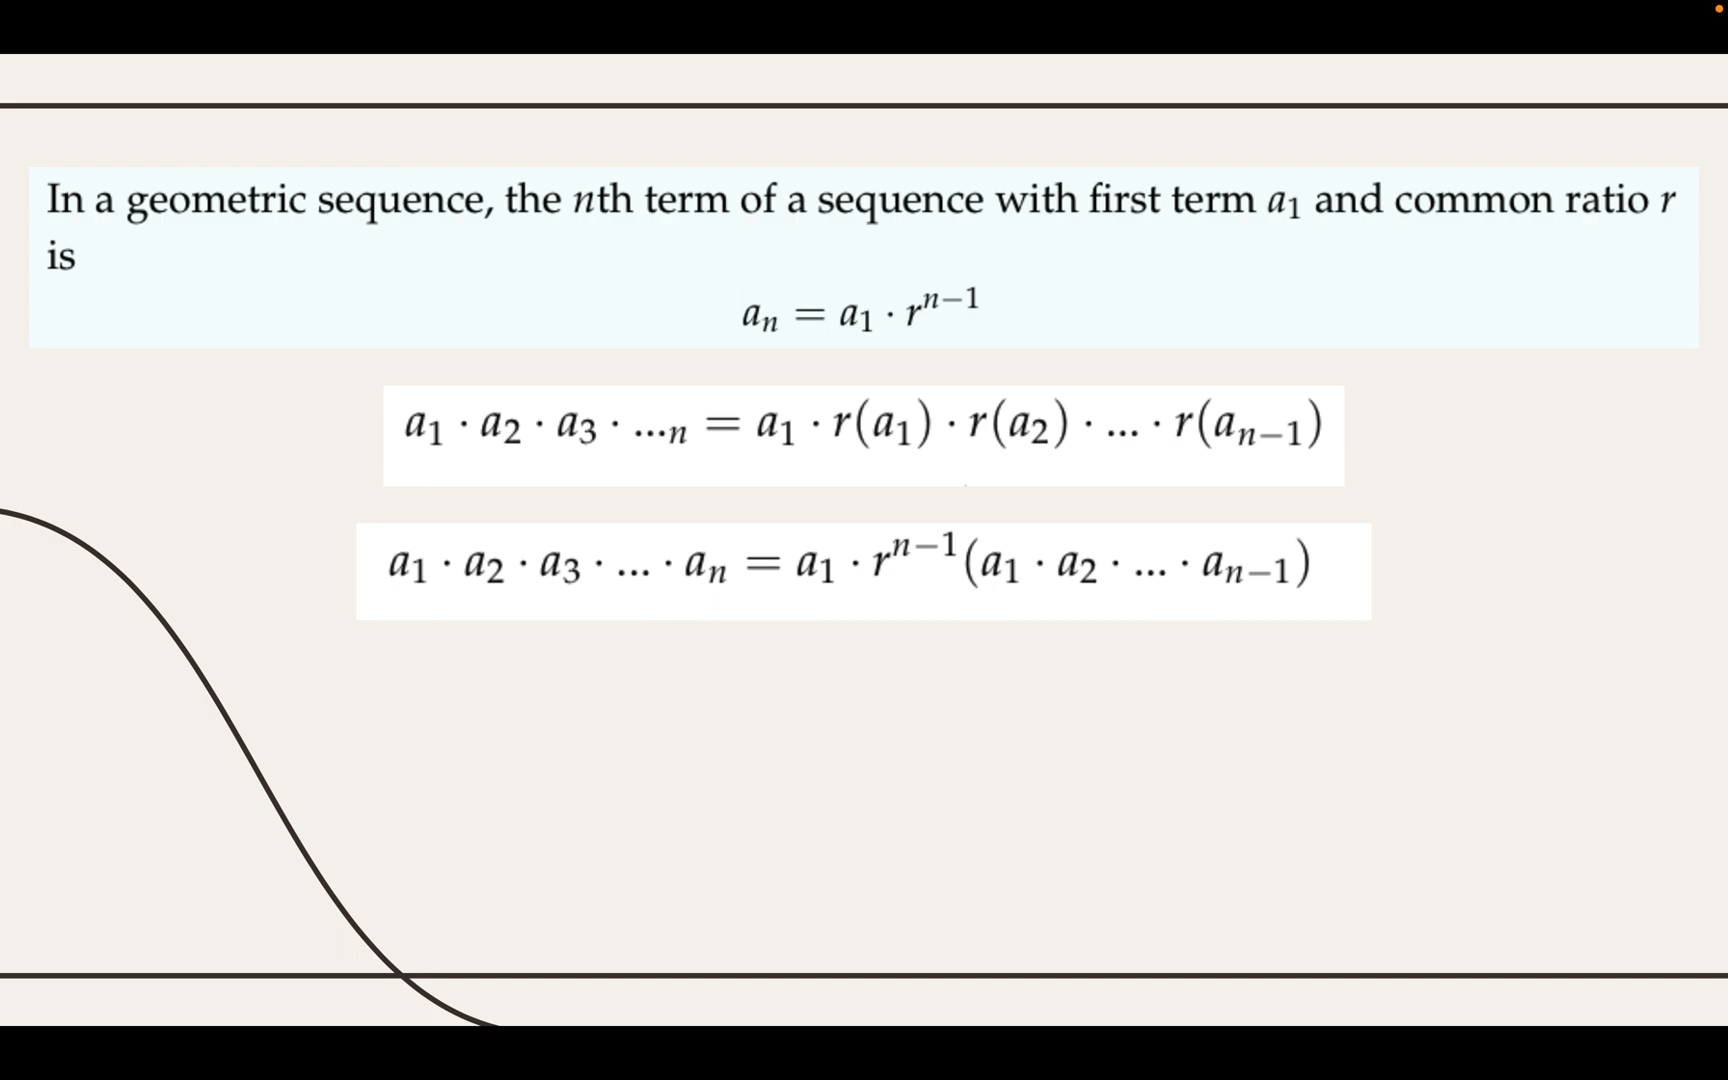 In a geometric sequence, the nth term of a sequence with first term a₁ and common ratio r
is
aₙ = a₁ · rⁿ⁻¹
a₁ · a₂ · a₃ · ...ₙ = a₁ · r(a₁) · r(a₂) · ... · r(aₙ₋₁)
a₁ · a₂ · a₃ · ... · aₙ = a₁ · rⁿ⁻¹(a₁ · a₂ · ... · aₙ₋₁)